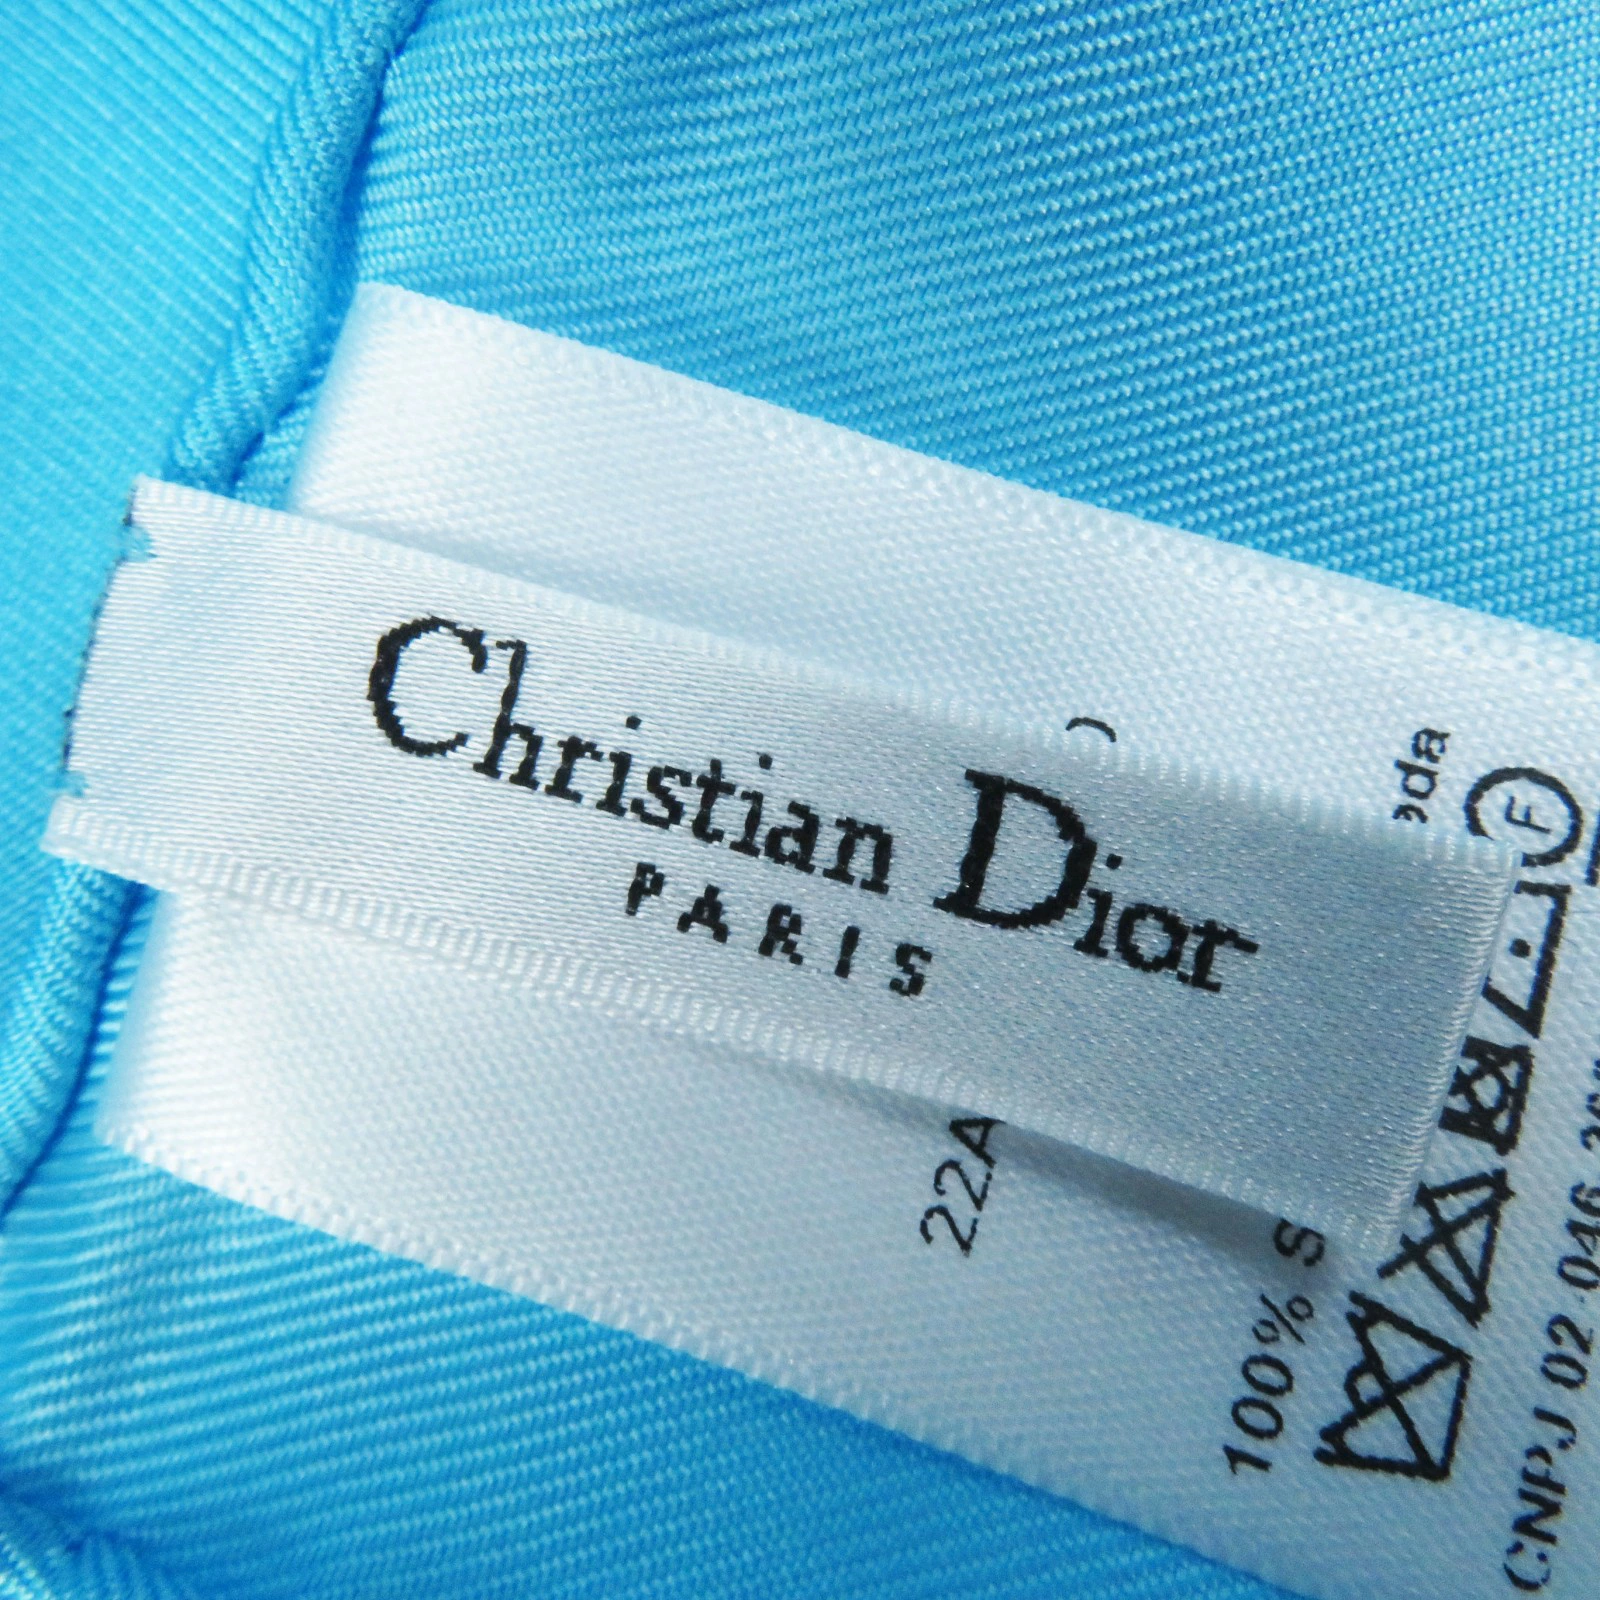 Christian Dior
PARIS
22A
100%
F
CNPJ 02 046